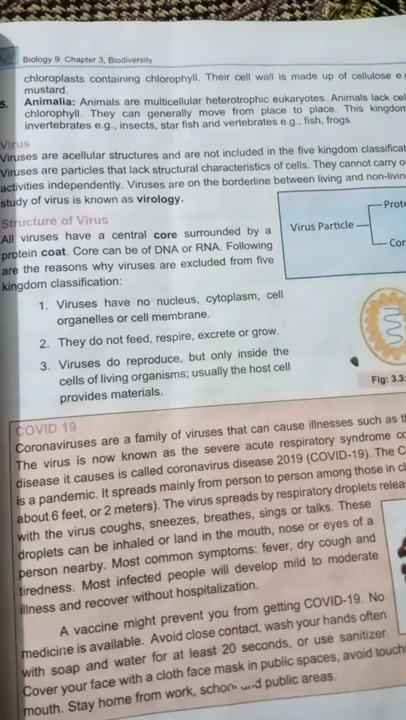 Biology 9: Chapter 3, Biodiversity
chloroplasts containing chlorophyll. Their cell wall is made up of cellulose
mustard.
5. Animalia: Animals are multicellular heterotrophic eukaryotes. Animals lack
chlorophyll. They can generally move from place to place. This kingdom
invertebrates e.g., insects, star fish and vertebrates e.g., fish, frogs.
Virus
Viruses are acellular structures and are not included in the five kingdom
Viruses are particles that lack structural characteristics of cells. They cannot carry
activities independently. Viruses are on the borderline between living and
study of virus is known as virology.
Structure of Virus
All viruses have a central core surrounded by a
protein coat. Core can be of DNA or RNA. Following
are the reasons why viruses are excluded from five
kingdom classification:
Virus Particle
1. Viruses have no nucleus, cytoplasm, cell
organelles or cell membrane.
2. They do not feed, respire, excrete or grow.
3. Viruses do reproduce, but only inside the
cells of living organisms; usually the host cell
provides materials.
Fig: 3.3:
COVID 19
Coronaviruses are a family of viruses that can cause illnesses such as
The virus is now known as the severe acute respiratory syndrome
disease it causes is called coronavirus disease 2019 (COVID-19). The
is a pandemic. It spreads mainly from person to person among those in
about 6 feet, or 2 meters). The virus spreads by respiratory droplets
with the virus coughs, sneezes, breathes, sings or talks. These
droplets can be inhaled or land in the mouth, nose or eyes of a
person nearby. Most common symptoms: fever, dry cough and
tiredness. Most infected people will develop mild to moderate
illness and recover without hospitalization.
A vaccine might prevent you from getting COVID-19. No
medicine is available. Avoid close contact, wash your hands often
with soap and water for at least 20 seconds, or use sanitizer.
Cover your face with a cloth face mask in public spaces, avoid
mouth. Stay home from work, and public areas.